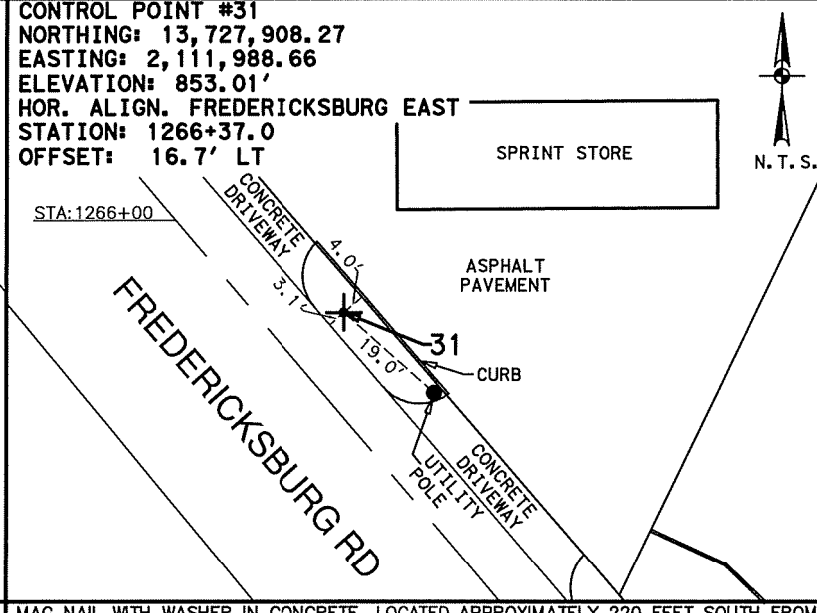 CONTROL POINT #31
NORTHING: 13,727,908.27
EASTING: 2,111,988.66
ELEVATION: 853.01'
HOR. ALIGN. FREDERICKSBURG EAST
STATION: 1266+37.0
OFFSET: 16.7' LT
SPRINT STORE
N.T.S.
STA:1266+00
CONCRETE
DRIVEWAY
4.0'
3.1'
19.0'
ASPHALT
PAVEMENT
31
CURB
FREDERICKSBURG RD
UTILITY
POLE
CONCRETE
DRIVEWAY
MAG NAIL WITH WASHER IN CONCRETE, LOCATED APPROXIMATELY 220 FEET SOUTH FROM